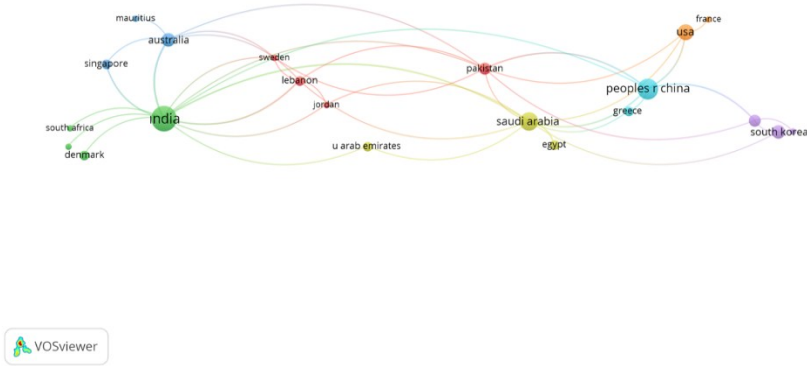 france
mauritius
usa
australia
sweden
singapore
pakistan
lebanon
peoples r china
jordan
greece
india
saudi arabia
south africa
south korea
egypt
u arab emirates
denmark
VOSviewer